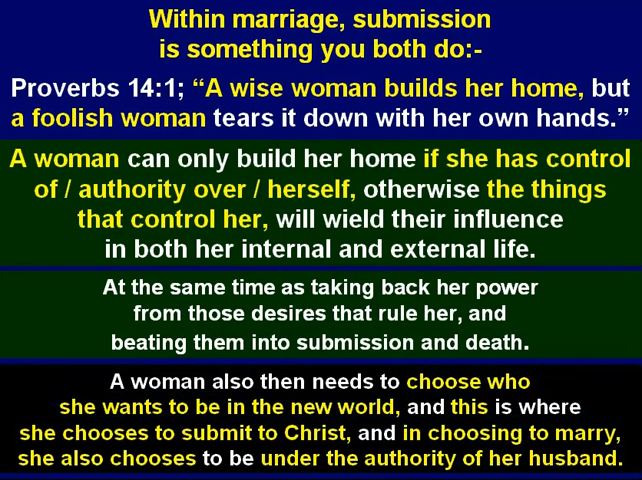 Within marriage, submission
is something you both do:-
Proverbs 14:1; “A wise woman builds her home, but
a foolish woman tears it down with her own hands.”
A woman can only build her home if she has control
of / authority over / herself, otherwise the things
that control her, will wield their influence
in both her internal and external life.
At the same time as taking back her power
from those desires that rule her, and
beating them into submission and death.
A woman also then needs to choose who
she wants to be in the new world, and this is where
she chooses to submit to Christ, and in choosing to marry,
she also chooses to be under the authority of her husband.